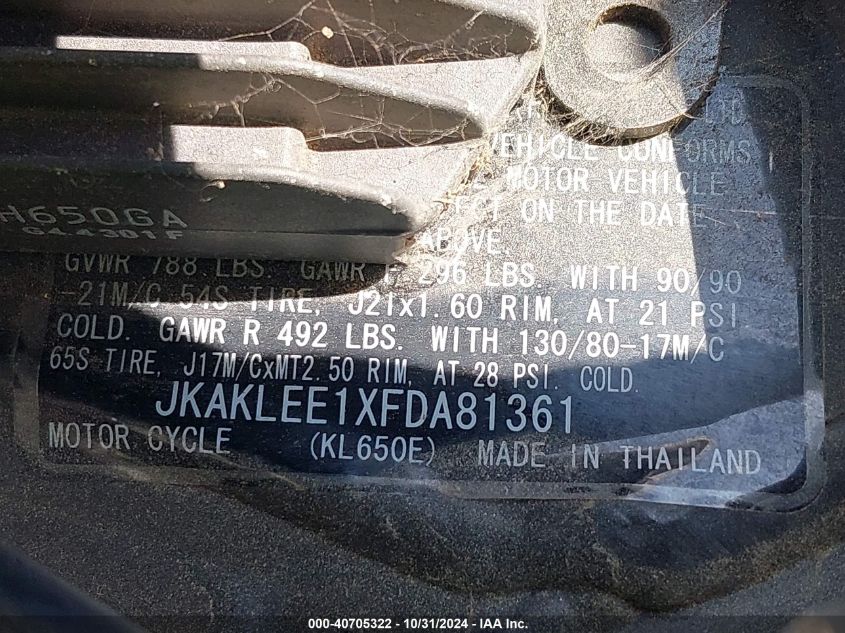 VEHICLE CONFORMS
MOTOR VEHICLE
ON THE DATE
ABOVE.
H650GA
GVWR 788 LBS. GAWR F 296 LBS. WITH 90/90
-21M/C 54S TIRE, J21x1.60 RIM, AT 21 PSI
COLD. GAWR R 492 LBS. WITH 130/80-17M/C
65S TIRE, J17M/CxMT2.50 RIM, AT 28 PSI. COLD.
JKAKLEE1XFDA81361
MOTOR CYCLE (KL650E) MADE IN THAILAND
000-40705322 - 10/31/2024 - IAA Inc.